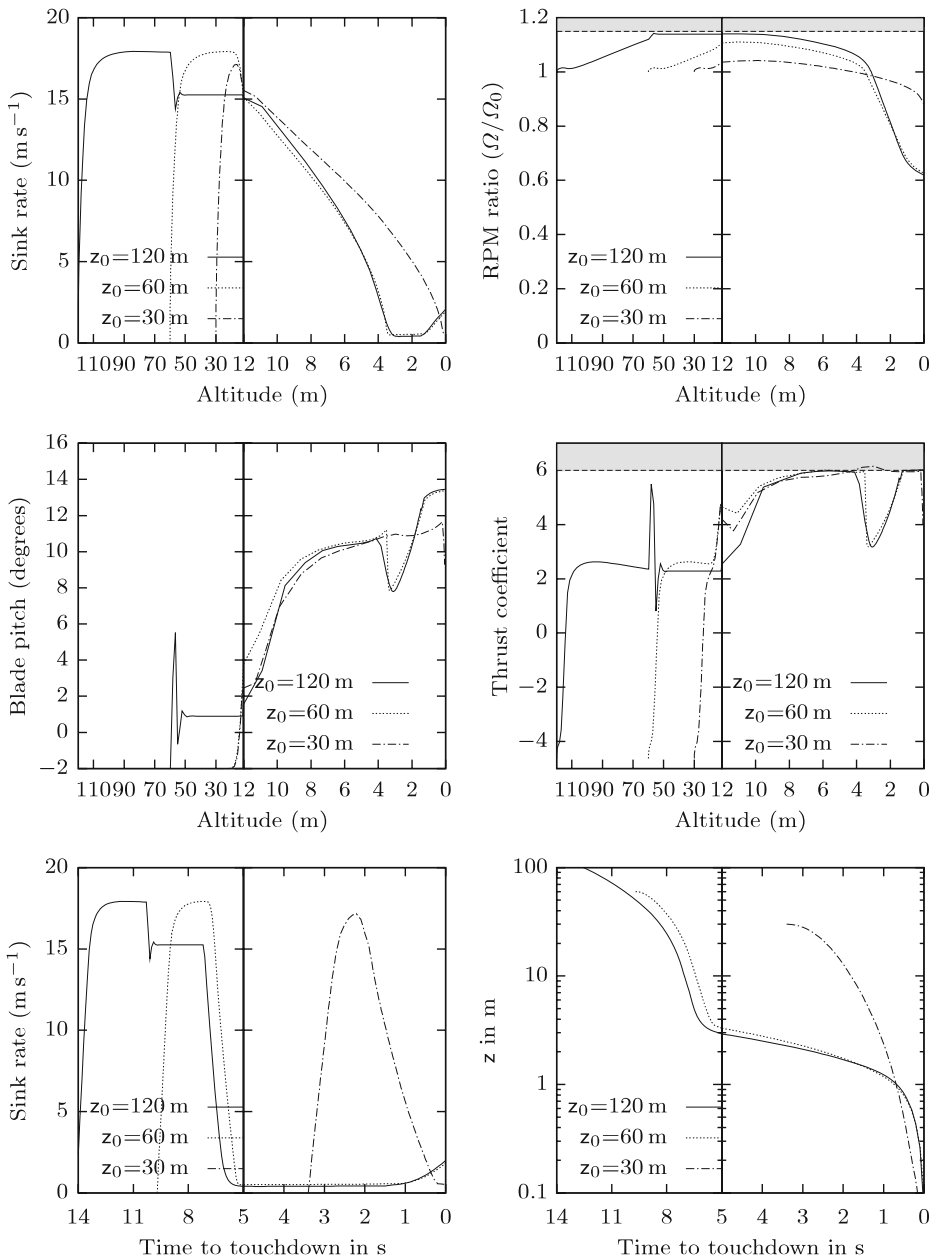 20
15
10
5
0
Sink rate (m s⁻¹)
z₀=120 m
z₀=60 m
z₀=30 m
110 90 70 50 30 12 10 8 6 4 2 0
Altitude (m)
1.2
1
0.8
0.6
0.4
0.2
0
RPM ratio (Ω/Ω₀)
z₀=120 m
z₀=60 m
z₀=30 m
110 90 70 50 30 12 10 8 6 4 2 0
Altitude (m)
16
14
12
10
8
6
4
2
0
−2
Blade pitch (degrees)
z₀=120 m
z₀=60 m
z₀=30 m
110 90 70 50 30 12 10 8 6 4 2 0
Altitude (m)
6
4
2
0
−2
−4
Thrust coefficient
z₀=120 m
z₀=60 m
z₀=30 m
110 90 70 50 30 12 10 8 6 4 2 0
Altitude (m)
20
15
10
5
0
Sink rate (m s⁻¹)
z₀=120 m
z₀=60 m
z₀=30 m
14 11 8 5 4 3 2 1 0
Time to touchdown in s
100
10
1
0.1
z in m
z₀=120 m
z₀=60 m
z₀=30 m
11 8 5 4 3 2 1 0
Time to touchdown in s